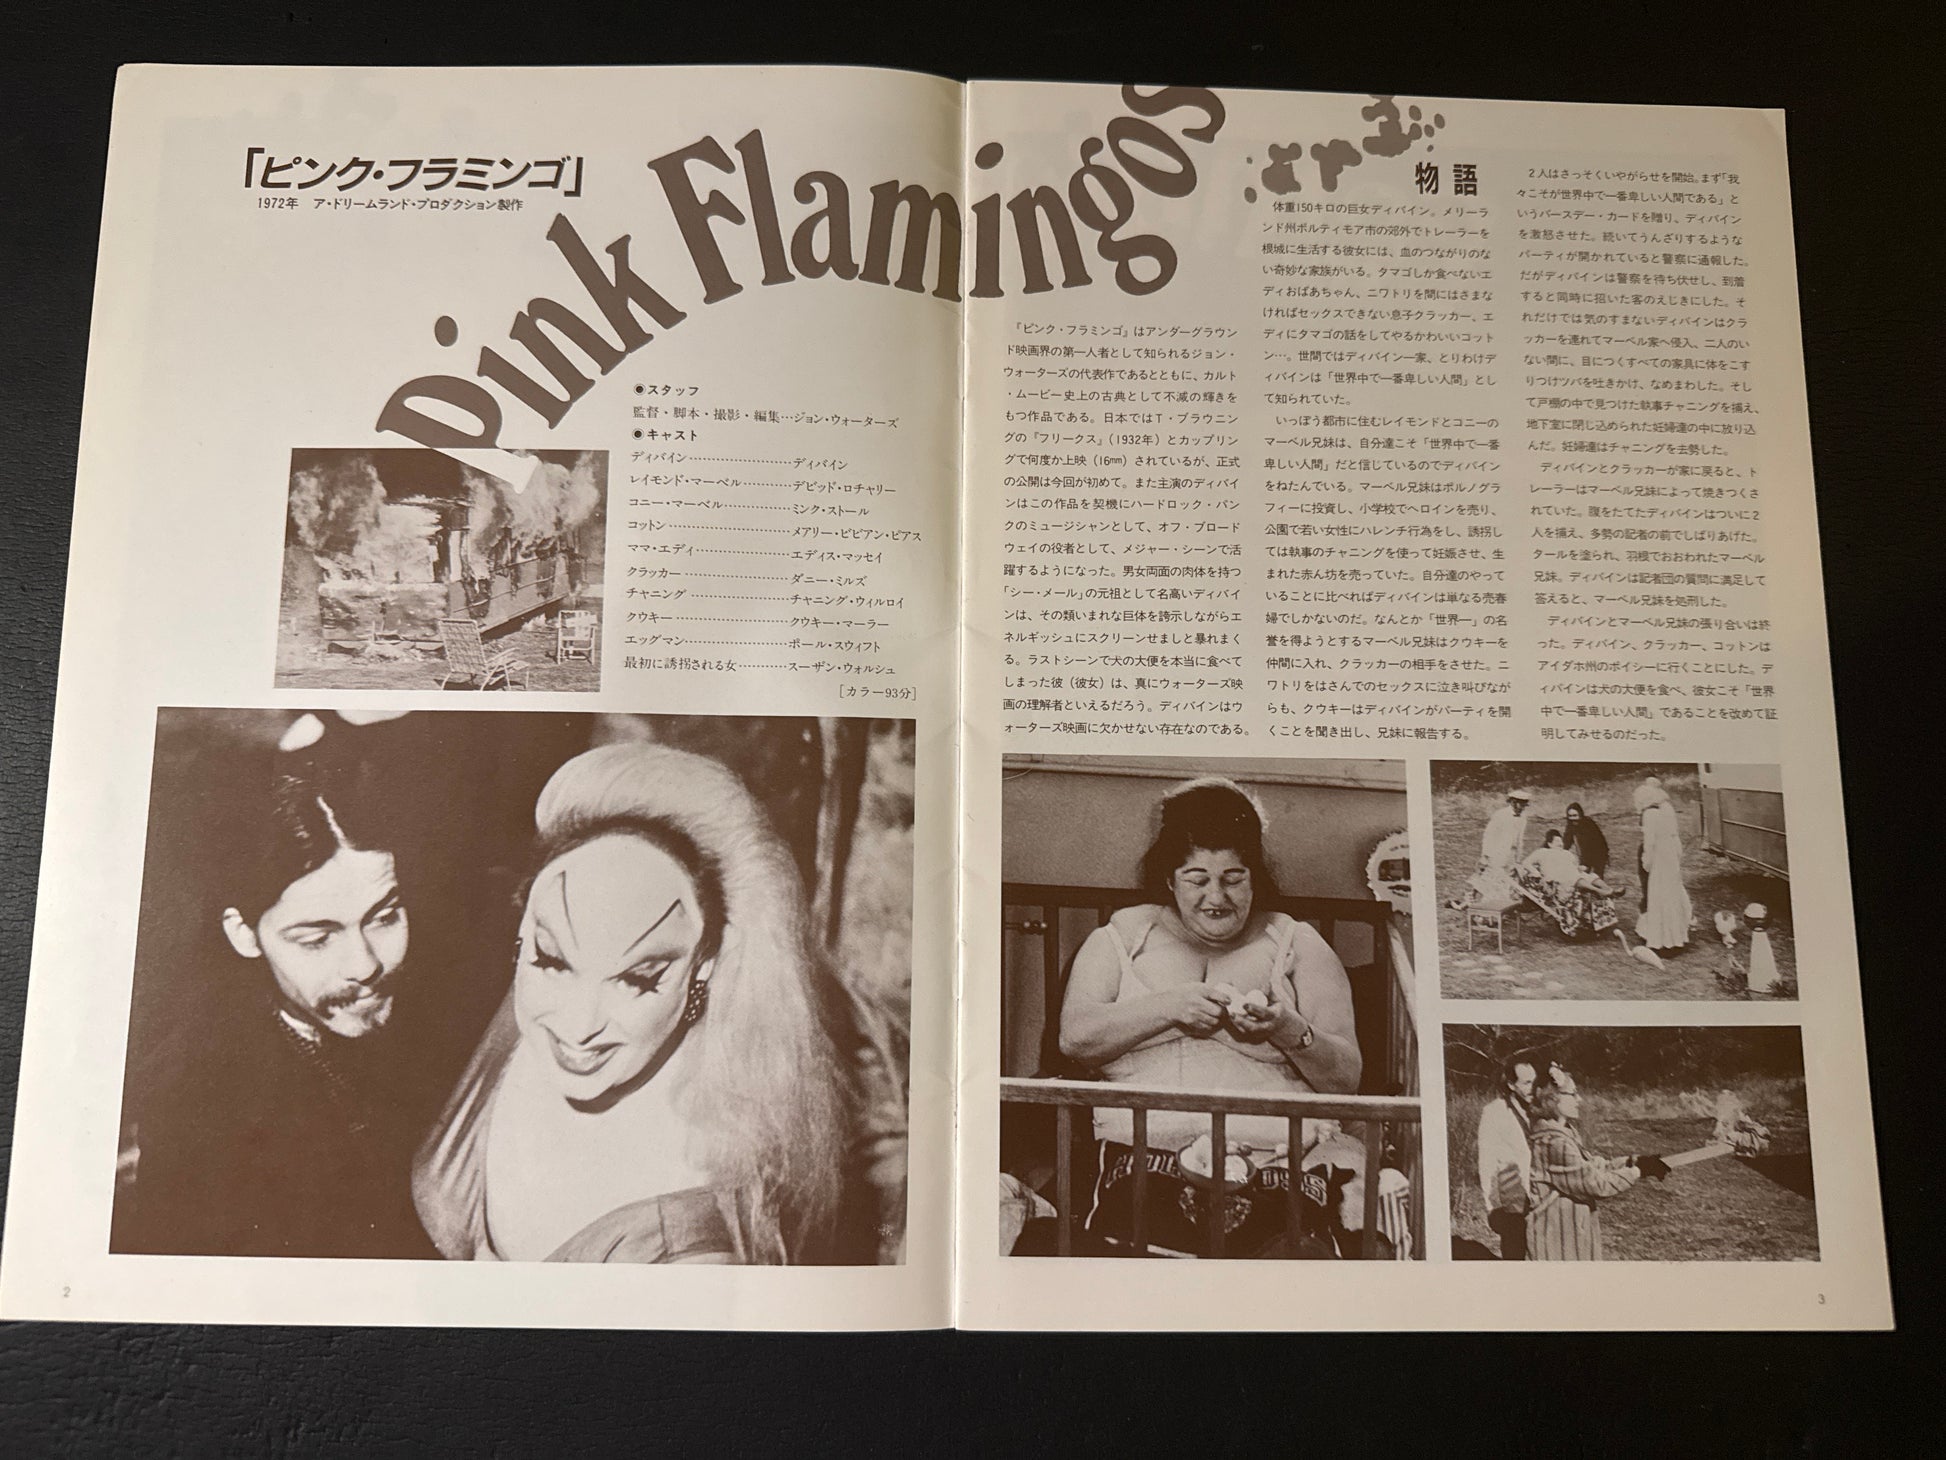 「ピンク・フラミンゴ」
1972年　ア・ドリームランド・プロダクション製作
Pink Flamingos
◉スタッフ
監督・脚本・撮影・編集…ジョン・ウォーターズ
◉キャスト
ディバイン……………………ディバイン
レイモンド・マーベル…………デビッド・ロチャリー
コニー・マーベル………………ミンク・ストール
コットン…………………………メアリー・ビビアン・ピアス
ママ・エディ……………………エディス・マッセイ
クラッカー………………………ダニー・ミルズ
チャニング………………………チャニング・ウィルロイ
クウキー…………………………クウキー・マーラー
エッグマン………………………ポール・スウィフト
最初に誘拐される女……………スーザン・ウォルシュ
[カラー93分]
『ピンク・フラミンゴ』はアンダーグラウン
ド映画界の第一人者として知られるジョン・
ウォーターズの代表作であるとともに、カルト
・ムービー史上の古典として不滅の輝きを
もつ作品である。日本ではT・ブラウニン
グの『フリークス』(1932年)とカップリン
グで何度か上映(16mm)されているが、正式
の公開は今回が初めて。また主演のディバイ
ンはこの作品を契機にハードロック・パン
クのミュージシャンとして、オフ・ブロード
ウェイの役者として、メジャー・シーンで活
躍するようになった。男女両面の肉体を持つ
「シー・メール」の元祖として名高いディバイ
ンは、その類いまれな巨体を誇示しながらエ
ネルギッシュにスクリーンせましと暴れまく
る。ラストシーンで犬の大便を本当に食べて
しまった彼(彼女)は、真にウォーターズ映
画の理解者といえるだろう。ディバインはウ
ォーターズ映画に欠かせない存在なのである。
物語
体重150キロの巨女ディバイン。メリーラ
ンド州ボルティモア市の郊外でトレーラーを
根城に生活する彼女には、血のつながりのな
い奇妙な家族がいる。タマゴしか食べないエ
ディおばあちゃん、ニワトリを間にはさまな
ければセックスできない息子クラッカー、エ
ディにタマゴの話をしてやるかわいいコット
ン…。世間ではディバイン一家、とりわけデ
ィバインは「世界中で一番卑しい人間」とし
て知られていた。
いっぽう都市に住むレイモンドとコニーの
マーベル兄妹は、自分達こそ「世界中で一番
卑しい人間」だと信じているのでディバイン
をねたんでいる。マーベル兄妹はポルノグラ
フィーに投資し、小学校でヘロインを売り、
公園で若い女性にハレンチ行為をし、誘拐し
ては執事のチャニングを使って妊娠させ、生
まれた赤ん坊を売っていた。自分達のやって
いることに比べればディバインは単なる売春
婦でしかないのだ。なんとか「世界一」の名
誉を得ようとするマーベル兄妹はクウキーを
仲間に入れ、クラッカーの相手をさせた。ニ
ワトリをはさんでのセックスに泣き叫びなが
らも、クウキーはディバインがパーティを開
くことを聞き出し、兄妹に報告する。
２人はさっそくいやがらせを開始。まず「我
々こそが世界中で一番卑しい人間である」と
いうバースデー・カードを贈り、ディバイン
を激怒させた。続いてうんざりするような
パーティが開かれていると警察に通報した。
だがディバインは警察を待ち伏せし、到着
すると同時に招いた客のえじきにした。そ
れだけでは気のすまないディバインはクラ
ッカーを連れてマーベル家へ侵入、二人のい
ない間に、目につくすべての家具に体をこす
りつけツバを吐きかけ、なめまわした。そし
て戸棚の中で見つけた執事チャニングを捕え、
地下室に閉じ込められた妊婦達の中に放り込
んだ。妊婦達はチャニングを去勢した。
ディバインとクラッカーが家に戻ると、ト
レーラーはマーベル兄妹によって焼きつくさ
れていた。腹をたてたディバインはついに２
人を捕え、多勢の記者の前でしばりあげた。
タールを塗られ、羽根でおおわれたマーベル
兄妹。ディバインは記者団の質問に満足して
答えると、マーベル兄妹を処刑した。
ディバインとマーベル兄妹の張り合いは終
った。ディバイン、クラッカー、コットンは
アイダホ州のボイシーに行くことにした。デ
ィバインは犬の大便を食べ、彼女こそ「世界
中で一番卑しい人間」であることを改めて証
明してみせるのだった。
2
3